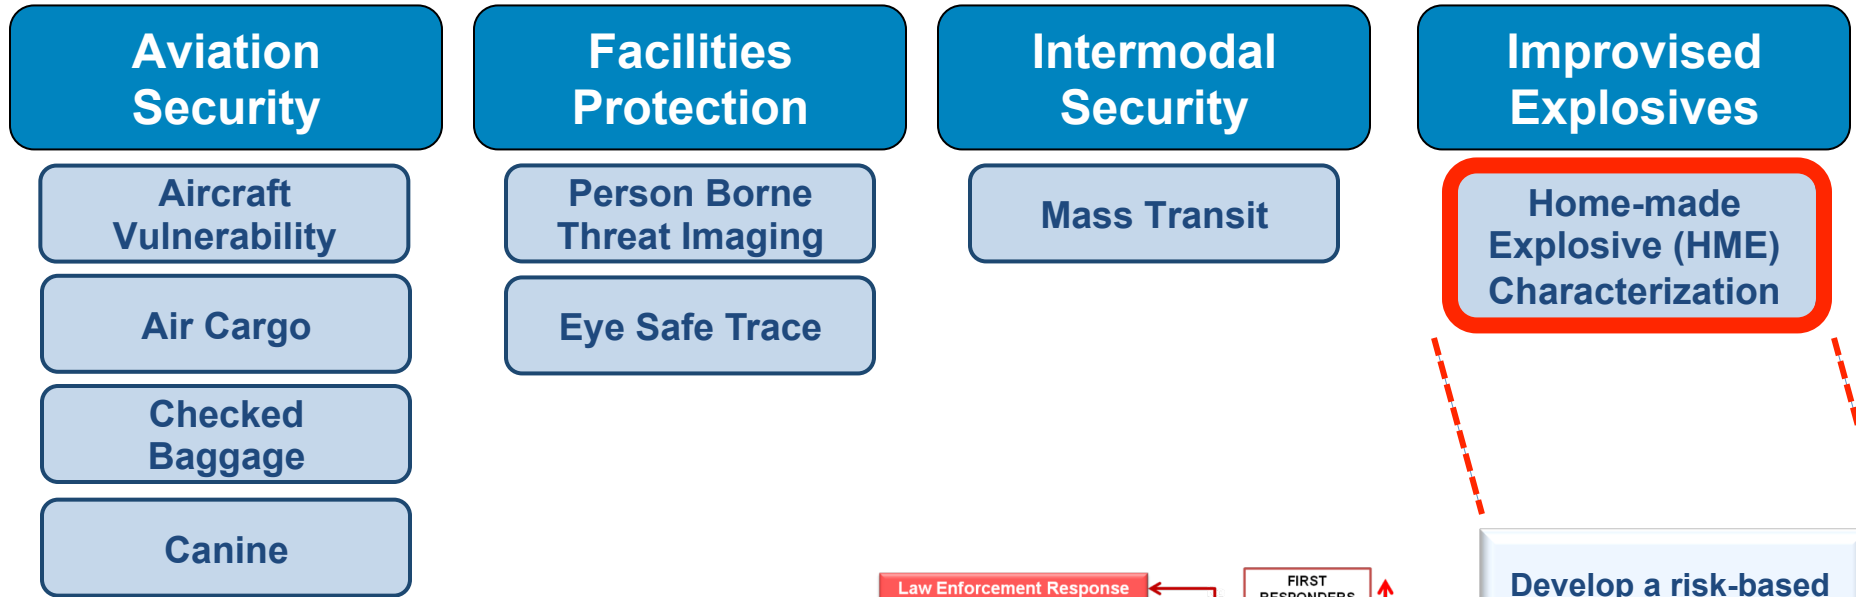 Aviation
Security
Facilities
Protection
Intermodal
Security
Improvised
Explosives
Aircraft
Vulnerability
Air Cargo
Checked
Baggage
Canine
Person Borne
Threat Imaging
Eye Safe Trace
Mass Transit
Home-made
Explosive (HME)
Characterization
Law Enforcement Response
FIRST
RESPONDERS
Develop a risk-based